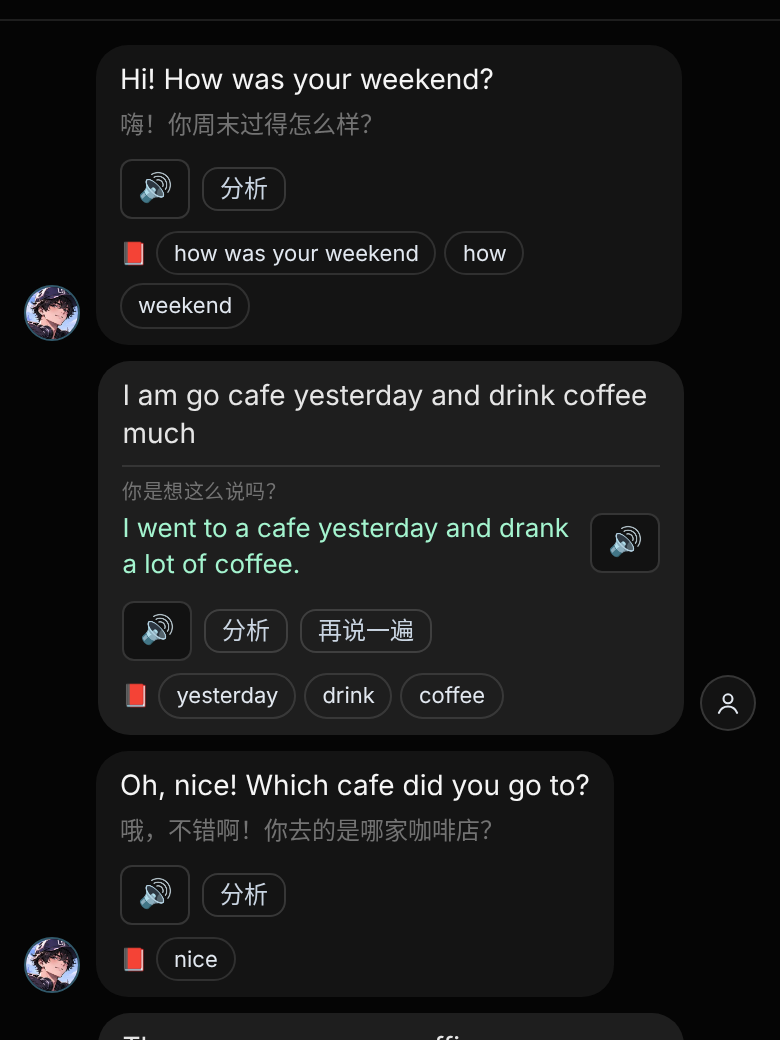 Hi! How was your weekend?
嗨！你周末过得怎么样？
分析
how was your weekend
how
weekend
I am go cafe yesterday and drink coffee
much
你是想这么说吗？
I went to a cafe yesterday and drank
a lot of coffee.
分析
再说一遍
yesterday
drink
coffee
Oh, nice! Which cafe did you go to?
哦，不错啊！你去的是哪家咖啡店？
分析
nice